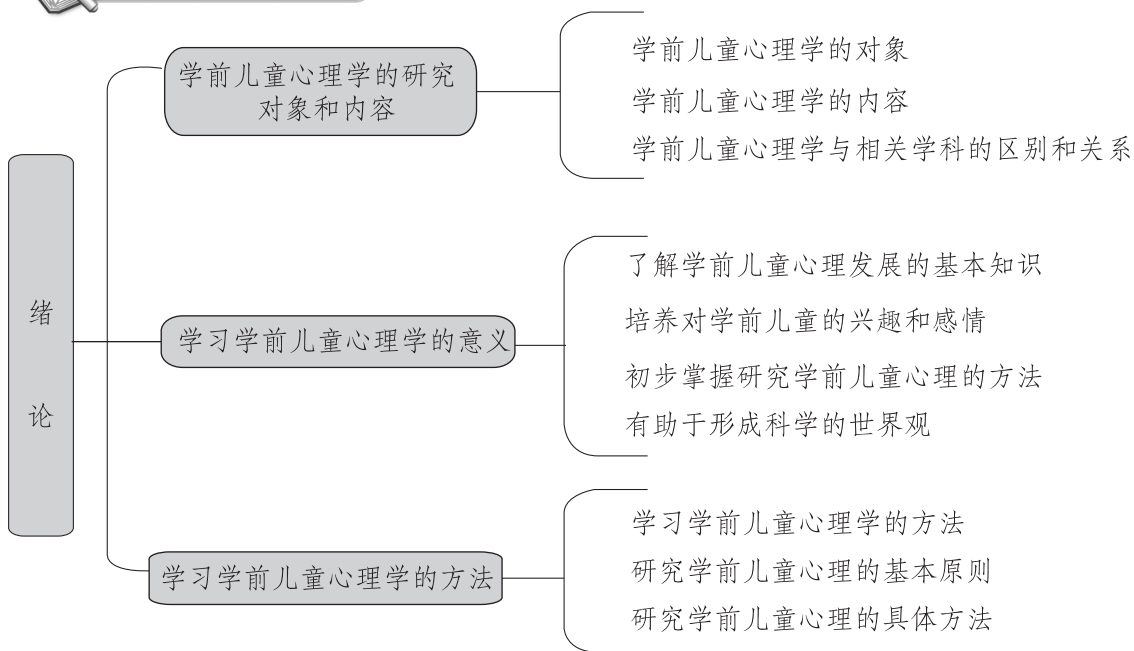 绪论
学前儿童心理学的研究
对象和内容
学前儿童心理学的对象
学前儿童心理学的内容
学前儿童心理学与相关学科的区别和关系
学习学前儿童心理学的意义
了解学前儿童心理发展的基本知识
培养对学前儿童的兴趣和感情
初步掌握研究学前儿童心理的方法
有助于形成科学的世界观
学习学前儿童心理学的方法
学习学前儿童心理学的方法
研究学前儿童心理的基本原则
研究学前儿童心理的具体方法